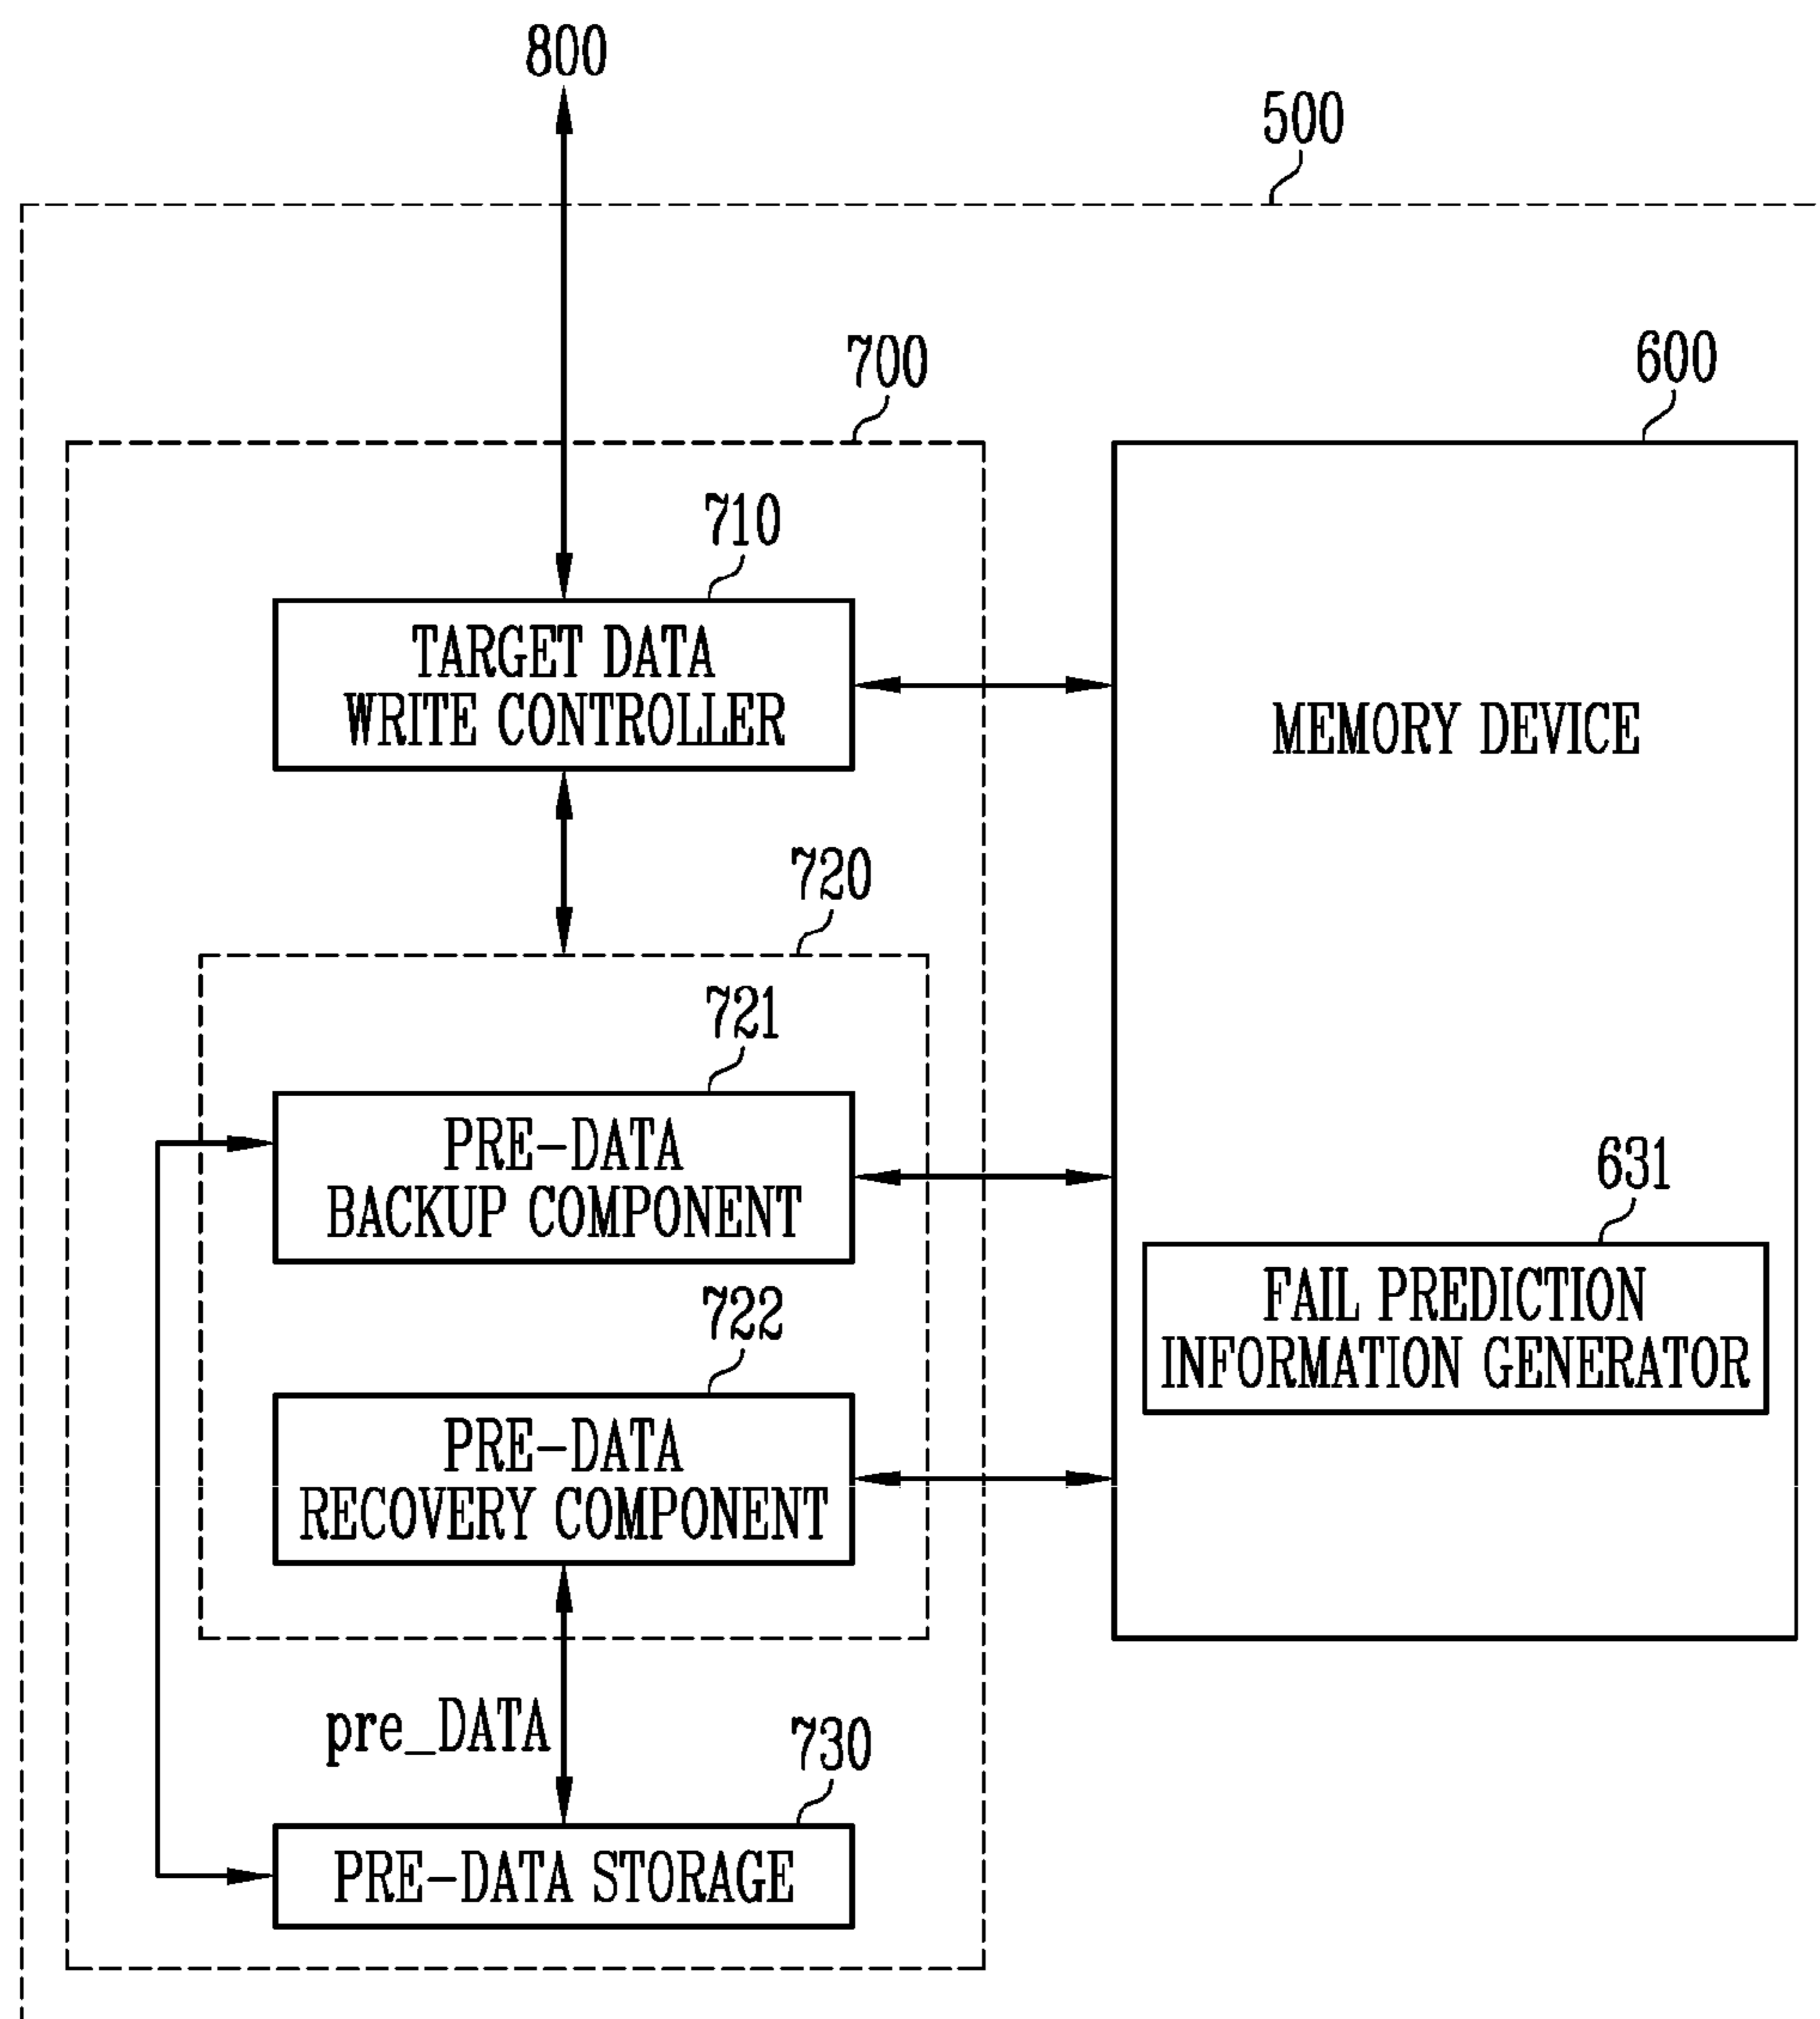 800
500
700
600
710
TARGET DATA
WRITE CONTROLLER
MEMORY DEVICE
720
721
PRE-DATA
BACKUP COMPONENT
631
FAIL PREDICTION
INFORMATION GENERATOR
722
PRE-DATA
RECOVERY COMPONENT
pre_DATA
730
PRE-DATA STORAGE